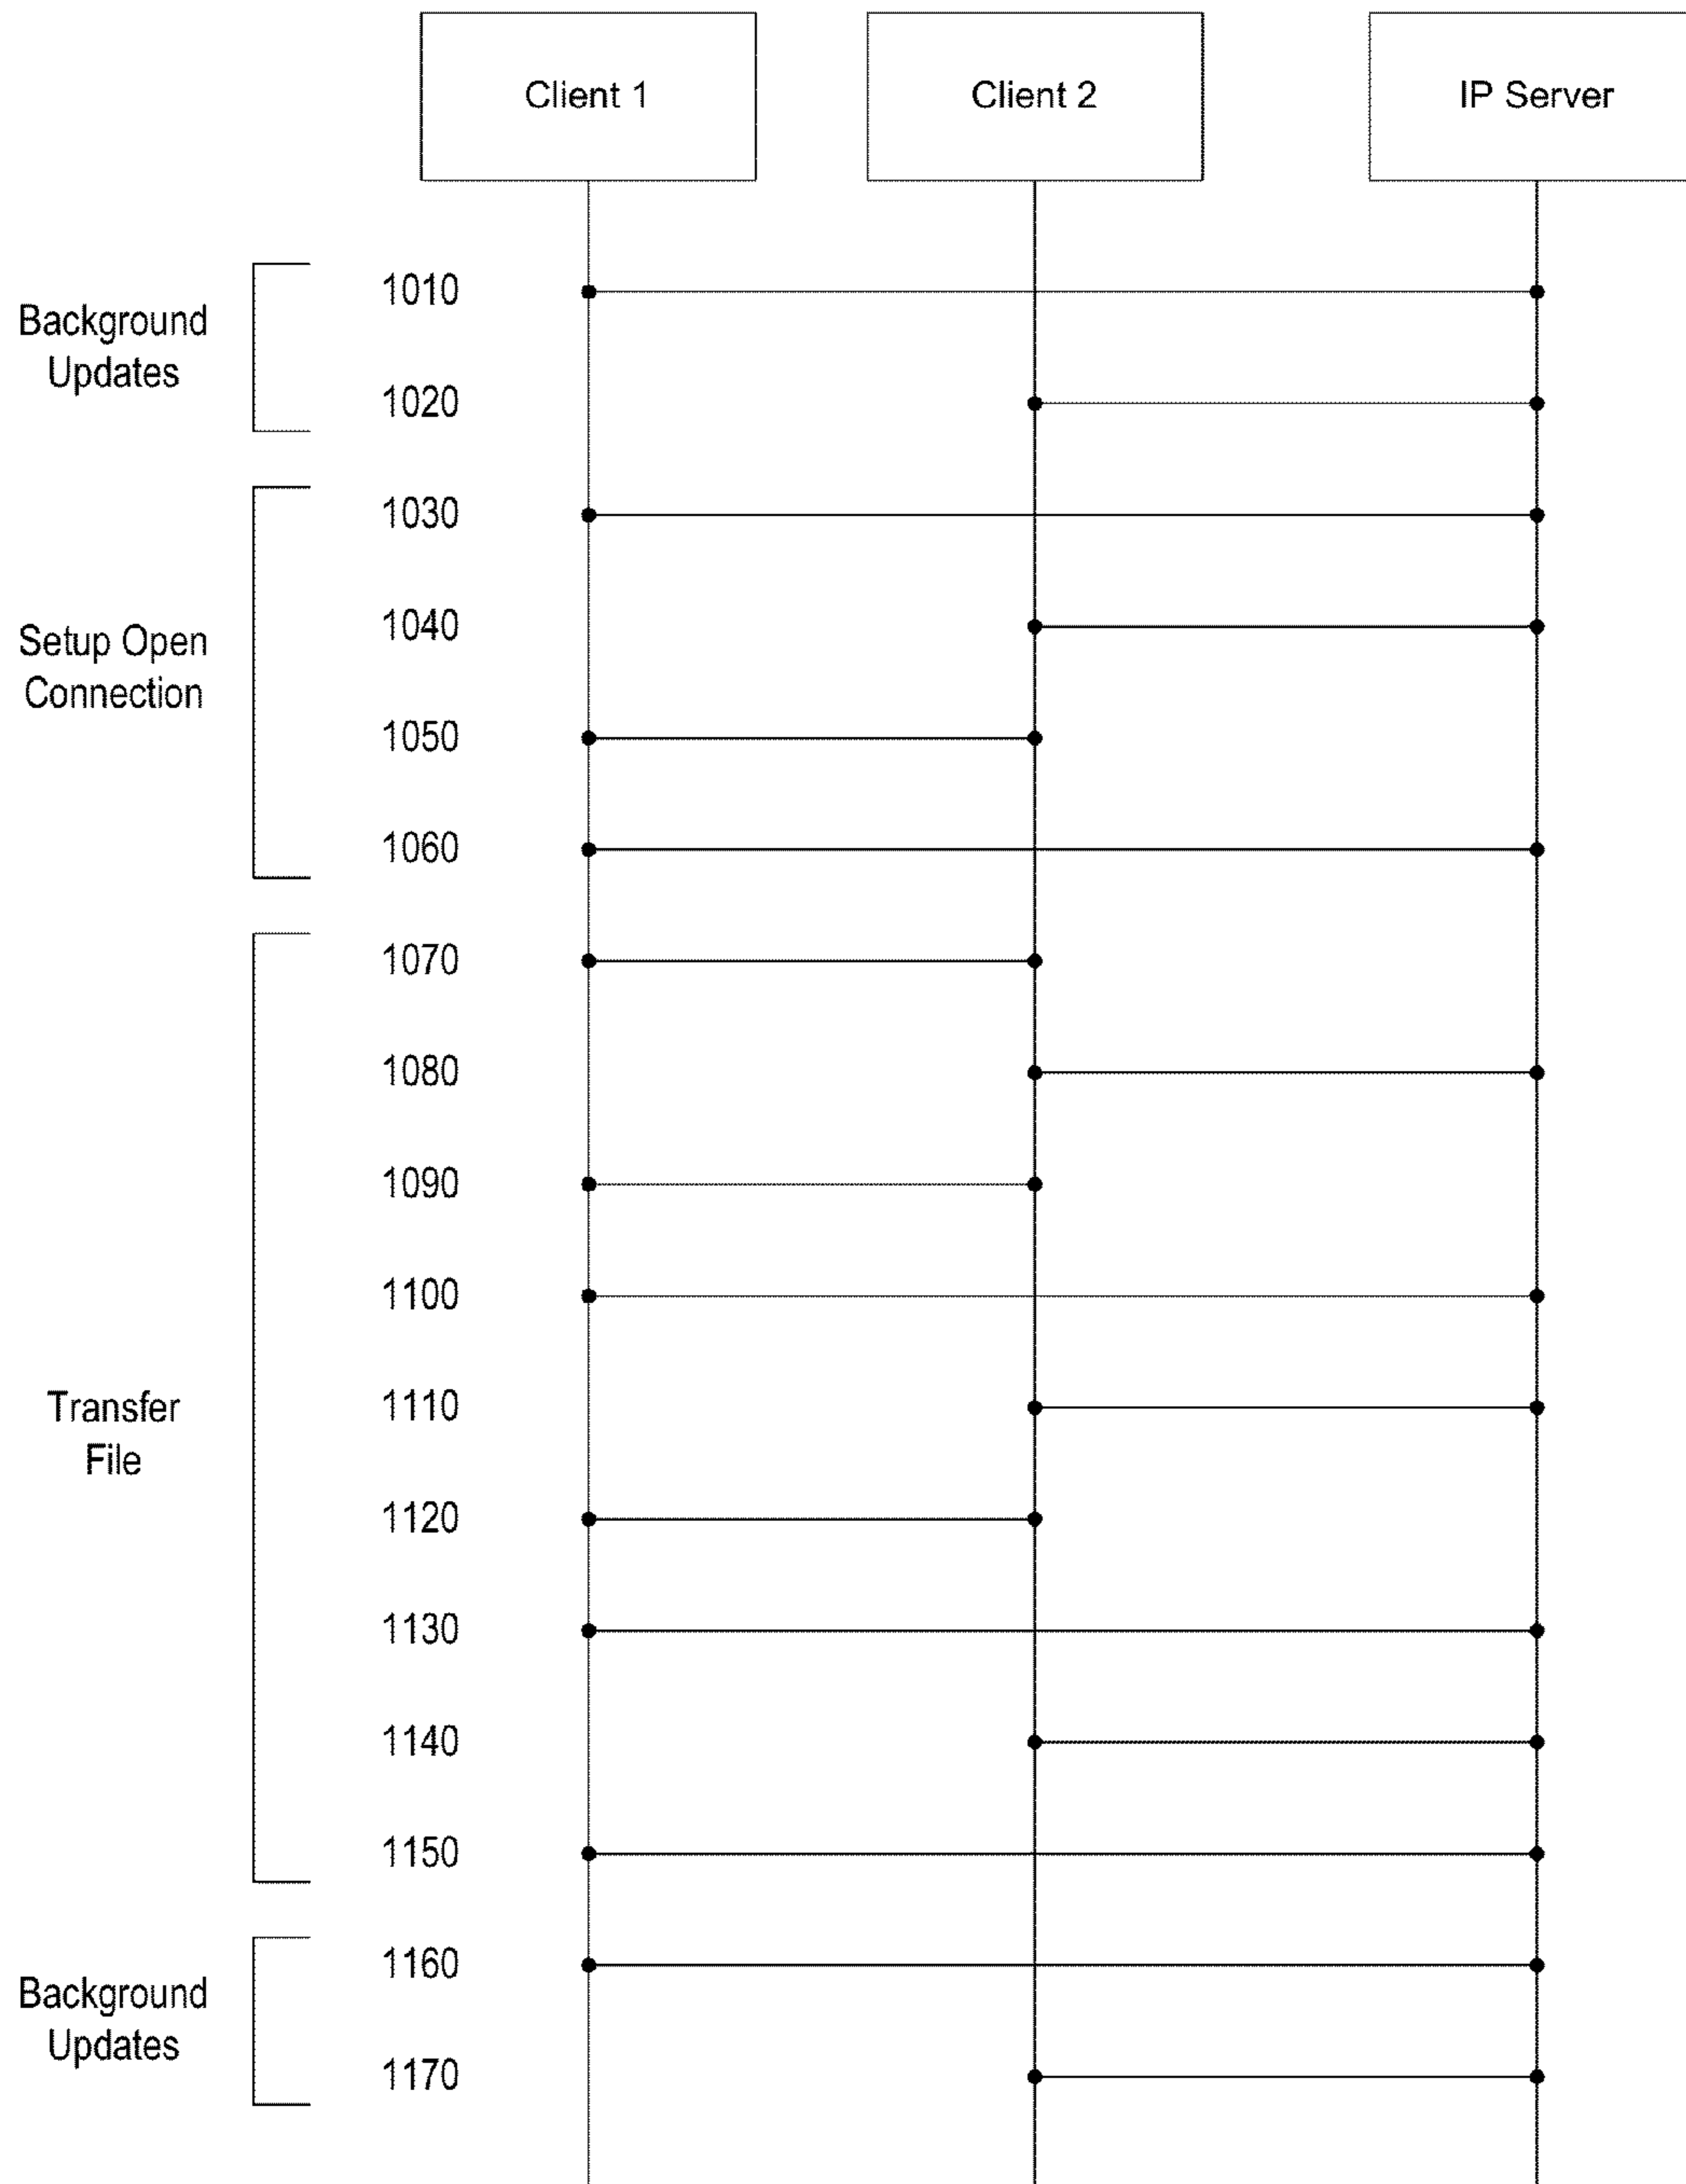 Client 1
Client 2
IP Server
Background
Updates
1010
1020
Setup Open
Connection
1030
1040
1050
1060
Transfer
File
1070
1080
1090
1100
1110
1120
1130
1140
1150
Background
Updates
1160
1170